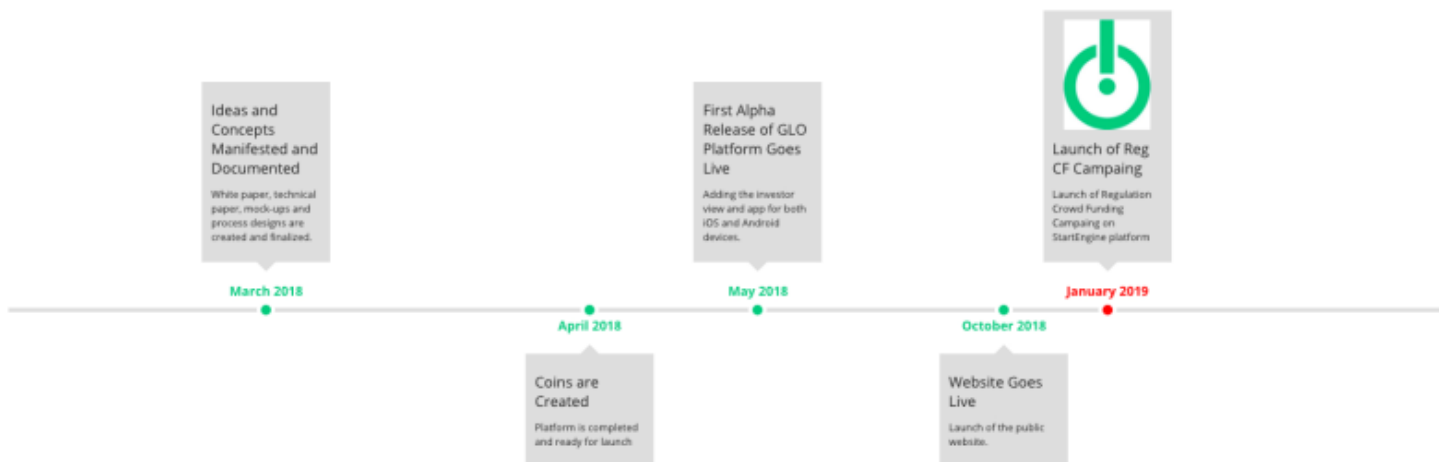 Ideas and
Concepts
Manifested and
Documented
White paper, technical
paper, mock-ups and
process designs are
created and finalized.
March 2018
April 2018
Coins are
Created
Platform is completed
and ready for launch
First Alpha
Release of GLO
Platform Goes
Live
Adding the investor
view and app for both
iOS and Android
devices.
May 2018
October 2018
Website Goes
Live
Launch of the public
website.
Launch of Reg
CF Campaing
Launch of Regulation
Crowd Funding
Campaing on
StartEngine platform
January 2019